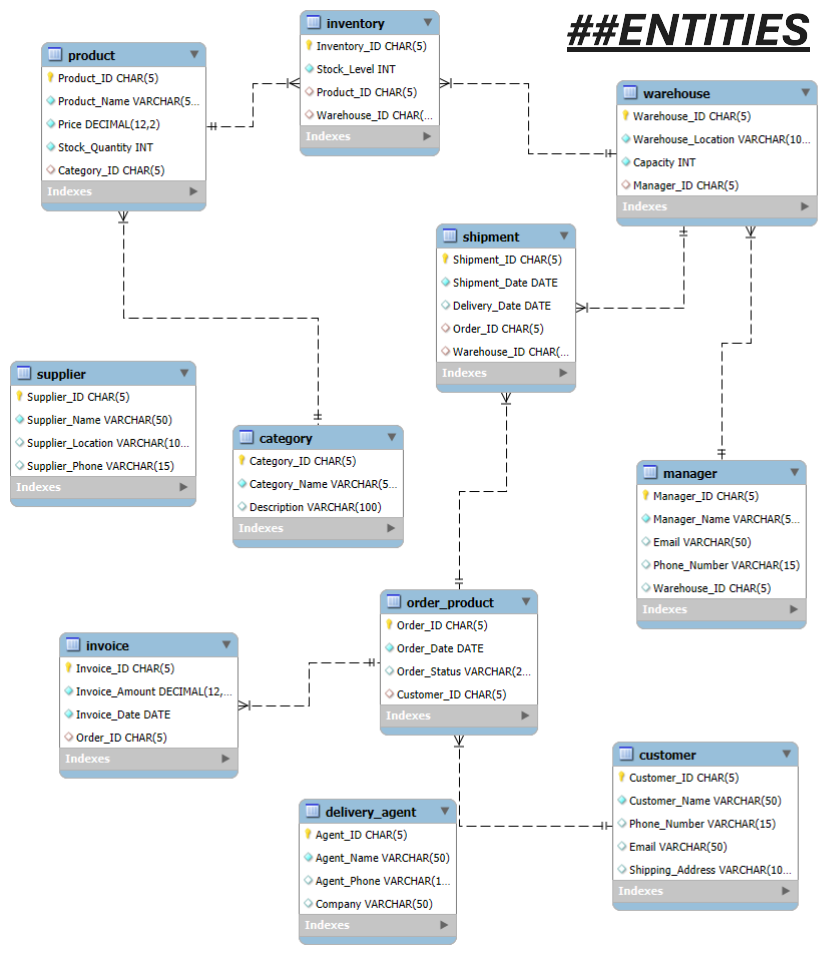 ##ENTITIES
product
Product_ID CHAR(5)
Product_Name VARCHAR(5...
Price DECIMAL(12,2)
Stock_Quantity INT
Category_ID CHAR(5)
Indexes
inventory
Inventory_ID CHAR(5)
Stock_Level INT
Product_ID CHAR(5)
Warehouse_ID CHAR(...
Indexes
warehouse
Warehouse_ID CHAR(5)
Warehouse_Location VARCHAR(10...
Capacity INT
Manager_ID CHAR(5)
Indexes
shipment
Shipment_ID CHAR(5)
Shipment_Date DATE
Delivery_Date DATE
Order_ID CHAR(5)
Warehouse_ID CHAR(...
Indexes
supplier
Supplier_ID CHAR(5)
Supplier_Name VARCHAR(50)
Supplier_Location VARCHAR(10...
Supplier_Phone VARCHAR(15)
Indexes
category
Category_ID CHAR(5)
Category_Name VARCHAR(5...
Description VARCHAR(100)
Indexes
manager
Manager_ID CHAR(5)
Manager_Name VARCHAR(5...
Email VARCHAR(50)
Phone_Number VARCHAR(15)
Warehouse_ID CHAR(5)
Indexes
order_product
Order_ID CHAR(5)
Order_Date DATE
Order_Status VARCHAR(2...
Customer_ID CHAR(5)
Indexes
invoice
Invoice_ID CHAR(5)
Invoice_Amount DECIMAL(12,...
Invoice_Date DATE
Order_ID CHAR(5)
Indexes
customer
Customer_ID CHAR(5)
Customer_Name VARCHAR(50)
Phone_Number VARCHAR(15)
Email VARCHAR(50)
Shipping_Address VARCHAR(10...
Indexes
delivery_agent
Agent_ID CHAR(5)
Agent_Name VARCHAR(50)
Agent_Phone VARCHAR(1...
Company VARCHAR(50)
Indexes